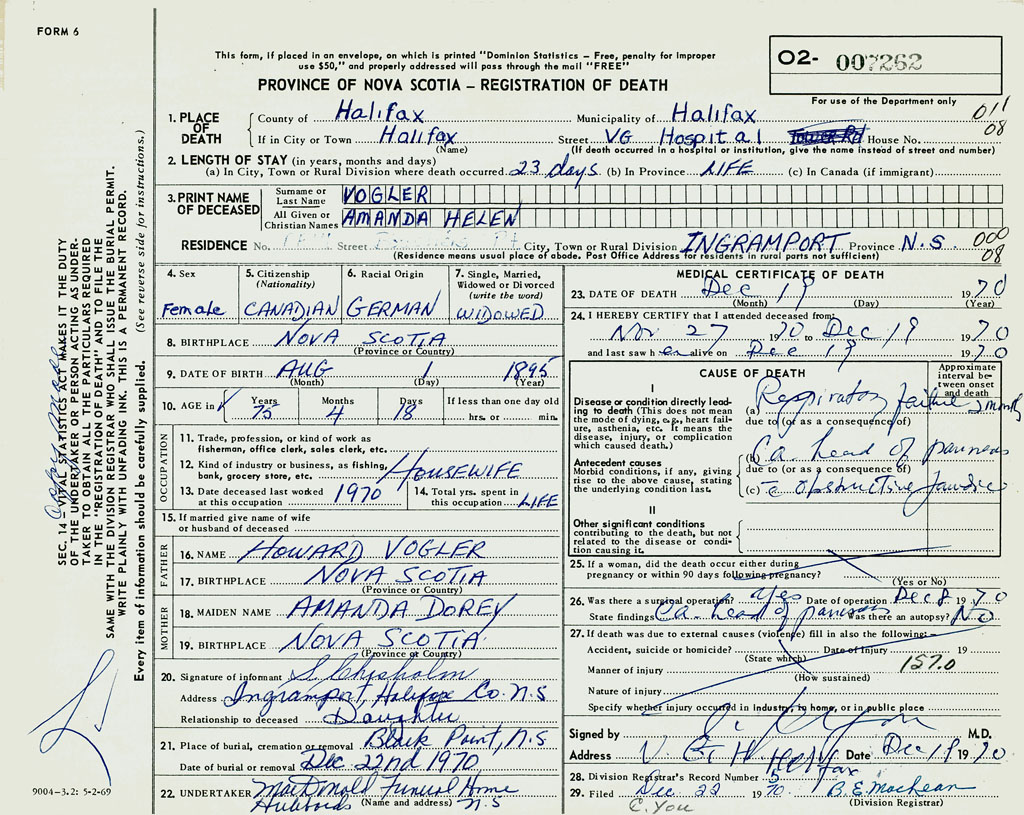 FORM 6
This form, if placed in an envelope, on which is printed "Dominion Statistics – Free, penalty for improper
use $50," and properly addressed will pass through the mail "FREE"
PROVINCE OF NOVA SCOTIA – REGISTRATION OF DEATH
02- 007262
For use of the Department only
011
08
1. PLACE OF DEATH
County of Halifax Municipality of Halifax
If in City or Town Halifax Street VG Hospital House No.
(Name) (If death occurred in a hospital or institution, give the name instead of street and number)
2. LENGTH OF STAY (in years, months and days)
(a) In City, Town or Rural Division where death occurred 23 days (b) In Province LIFE (c) In Canada (if immigrant)
3. PRINT NAME OF DECEASED
Surname or Last Name VOGLER
All Given or Christian Names AMANDA HELEN
RESIDENCE No. Street City, Town or Rural Division INGRAMPORT Province N.S.
(Residence means usual place of abode. Post Office Address for residents in rural parts not sufficient)
000
08
4. Sex
Female
5. Citizenship
(Nationality)
CANADIAN
6. Racial Origin
GERMAN
7. Single, Married,
Widowed or Divorced
(write the word)
WIDOWED
8. BIRTHPLACE NOVA SCOTIA
(Province or Country)
9. DATE OF BIRTH AUG 1 1895
(Month) (Day) (Year)
10. AGE in Years 75 Months 4 Days 18 If less than one day
hrs. or min.
OCCUPATION
11. Trade, profession, or kind of work as
fisherman, office clerk, sales clerk, etc.
12. Kind of industry or business, as fishing,
bank, grocery store, etc. HOUSEWIFE
13. Date deceased last worked
at this occupation 1970
14. Total yrs. spent in
this occupation LIFE
15. If married give name of wife
or husband of deceased
FATHER
16. NAME HOWARD VOGLER
17. BIRTHPLACE NOVA SCOTIA
(Province or Country)
MOTHER
18. MAIDEN NAME AMANDA DOREY
19. BIRTHPLACE NOVA SCOTIA
(Province or Country)
20. Signature of informant S. Chisholm
Address Ingramport, Halifax Co. N.S
Relationship to deceased Daughter
21. Place of burial, cremation or removal Black Point, N.S
Date of burial or removal Dec. 22nd 1970
22. UNDERTAKER MacDonald Funeral Home
(Name and address) N.S
MEDICAL CERTIFICATE OF DEATH
23. DATE OF DEATH Dec 19 1970
(Month) (Day) (Year)
24. I HEREBY CERTIFY that I attended deceased from
Nov 27 1970 to Dec 19 1970
and last saw her alive on Dec 19 1970
CAUSE OF DEATH
Approximate
interval between
onset
and death
I
Disease or condition directly leading
to death (This does not mean
the mode of dying, e.g., heart failure,
asthenia, etc. It means the
disease, injury, or complication
which caused death.)
(a) Respiratory failure 2 months
due to (or as a consequence of)
Antecedent causes
Morbid conditions, if any, giving
rise to the above cause, stating
the underlying condition last.
(b) Ca. head of pancreas
due to (or as a consequence of)
(c) c̄ obstructive jaundice
II
Other significant conditions
contributing to the death, but not
related to the disease or condition
causing it.
25. If a woman, did the death occur either during
pregnancy or within 90 days following pregnancy?
(Yes or No)
26. Was there a surgical operation? Yes Date of operation Dec 8 1970
State findings Ca. head of pancreas Was there an autopsy? NO
27. If death was due to external causes (violence) fill in also the following:–
Accident, suicide or homicide? Date of Injury 19
(State which)
Manner of injury 157.0
(How sustained)
Nature of injury
Specify whether injury occurred in industry, in home, or in public place
Signed by M.D.
Address V.G.H. Halifax Date Dec 19 1970
28. Division Registrar's Record Number 5
29. Filed Dec 22 1970 B. E. MacLean
(Division Registrar)
C. You
SEC. 14 – VITAL STATISTICS ACT MAKES IT THE DUTY
OF THE UNDERTAKER OR PERSON ACTING AS UNDER-
TAKER TO OBTAIN ALL THE PARTICULARS REQUIRED
IN THE "REGISTRATION OF DEATH" AND TO FILE THE
SAME WITH THE DIVISION REGISTRAR WHO SHALL ISSUE THE BURIAL PERMIT.
WRITE PLAINLY WITH UNFADING INK. THIS IS A PERMANENT RECORD.
Every item of information should be carefully supplied. (See reverse side for instructions.)
9004-3.2: 5-2-69